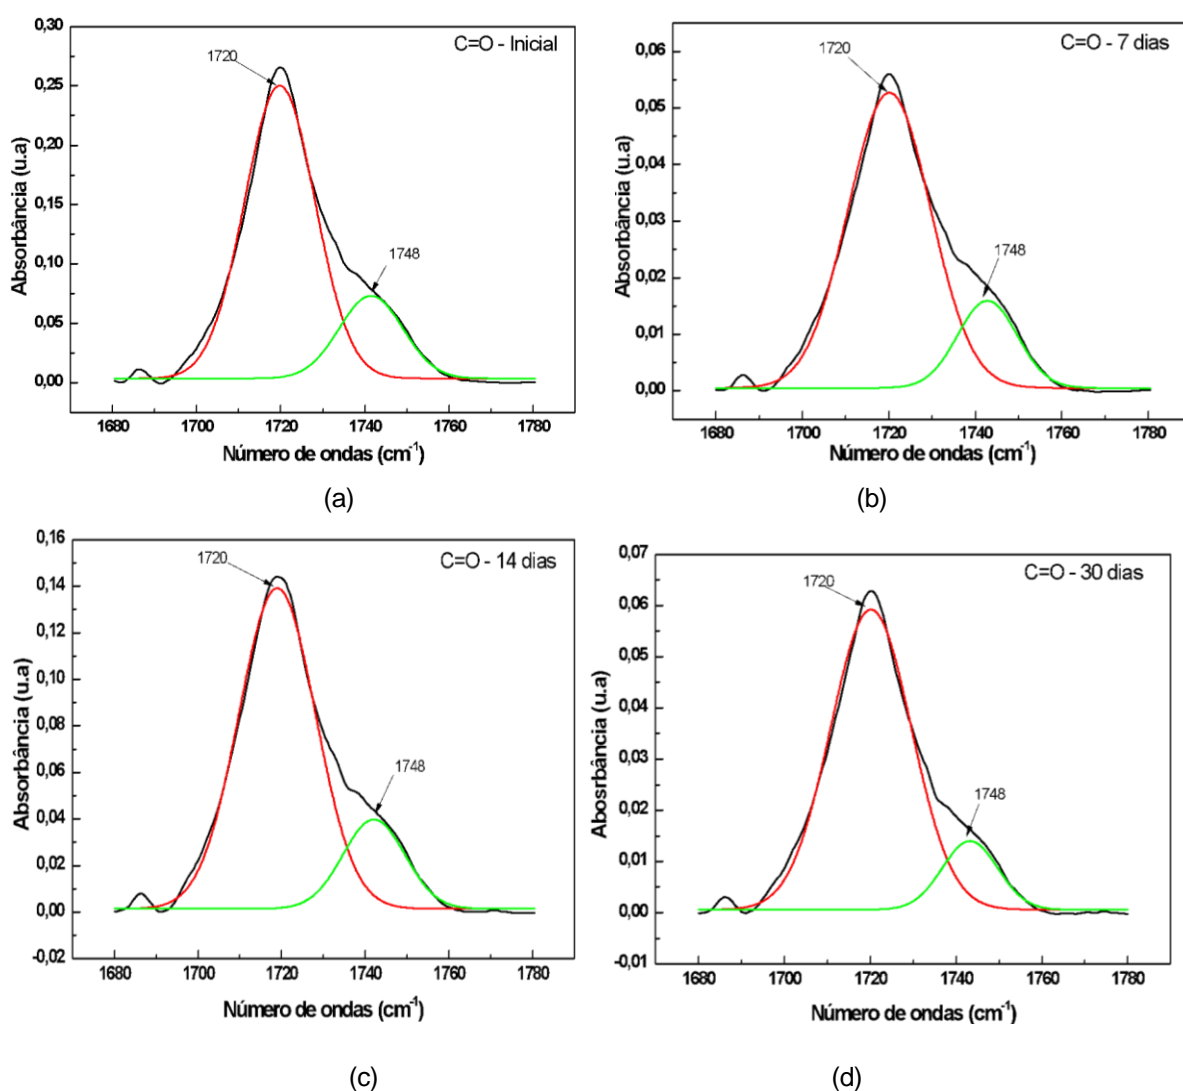 C=O - Inicial
1720
1748
0,30
0,25
0,20
0,15
0,10
0,05
0,00
Absorbância (u.a)
1680 1700 1720 1740 1760 1780
Número de ondas (cm⁻¹)
(a)
C=O - 7 dias
1720
1748
0,06
0,05
0,04
0,03
0,02
0,01
0,00
Absorbância (u.a)
1680 1700 1720 1740 1760 1780
Número de ondas (cm⁻¹)
(b)
C=O - 14 dias
1720
1748
0,16
0,14
0,12
0,10
0,08
0,06
0,04
0,02
0,00
-0,02
Absorbância (u.a)
1680 1700 1720 1740 1760 1780
Número de ondas (cm⁻¹)
(c)
C=O - 30 dias
1720
1748
0,07
0,06
0,05
0,04
0,03
0,02
0,01
0,00
-0,01
Abosrbância (u.a)
1680 1700 1720 1740 1760 1780
Número de ondas (cm⁻¹)
(d)